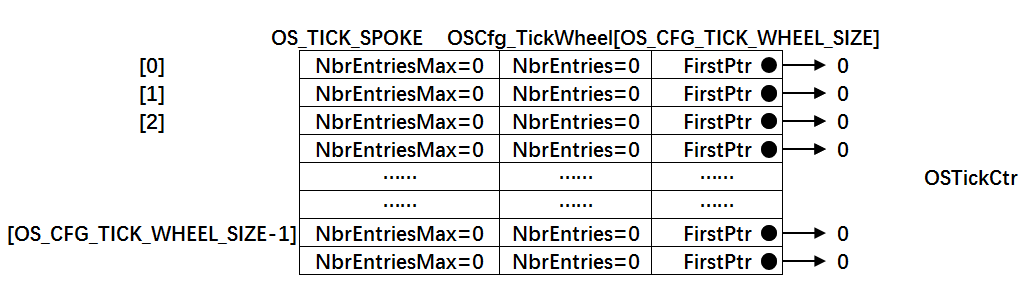 OS_TICK_SPOKE OSCfg_TickWheel[OS_CFG_TICK_WHEEL_SIZE]
[0] NbrEntriesMax=0 NbrEntries=0 FirstPtr 0
[1] NbrEntriesMax=0 NbrEntries=0 FirstPtr 0
[2] NbrEntriesMax=0 NbrEntries=0 FirstPtr 0
NbrEntriesMax=0 NbrEntries=0 FirstPtr 0
…… …… ……
OSTickCtr
…… …… ……
[OS_CFG_TICK_WHEEL_SIZE-1] NbrEntriesMax=0 NbrEntries=0 FirstPtr 0
NbrEntriesMax=0 NbrEntries=0 FirstPtr 0